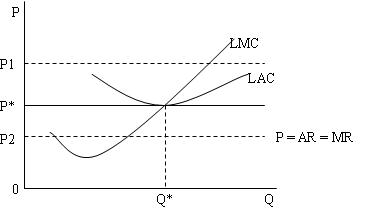 P
LMC
P1
LAC
P*
P2
P = AR = MR
0
Q*
Q